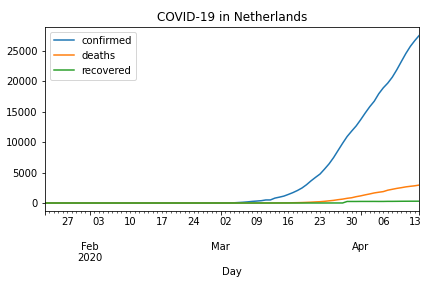 COVID-19 in Netherlands
confirmed
deaths
recovered
25000
20000
15000
10000
5000
0
27 03 10 17 24 02 09 16 23 30 06 13
Feb Mar Apr
2020
Day